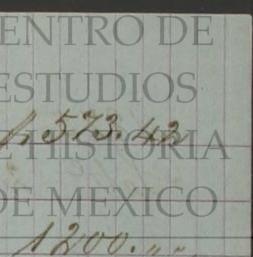 CENTRO DE
ESTUDIOS
573.42
DE HISTORIA
DE MEXICO
1200. " "